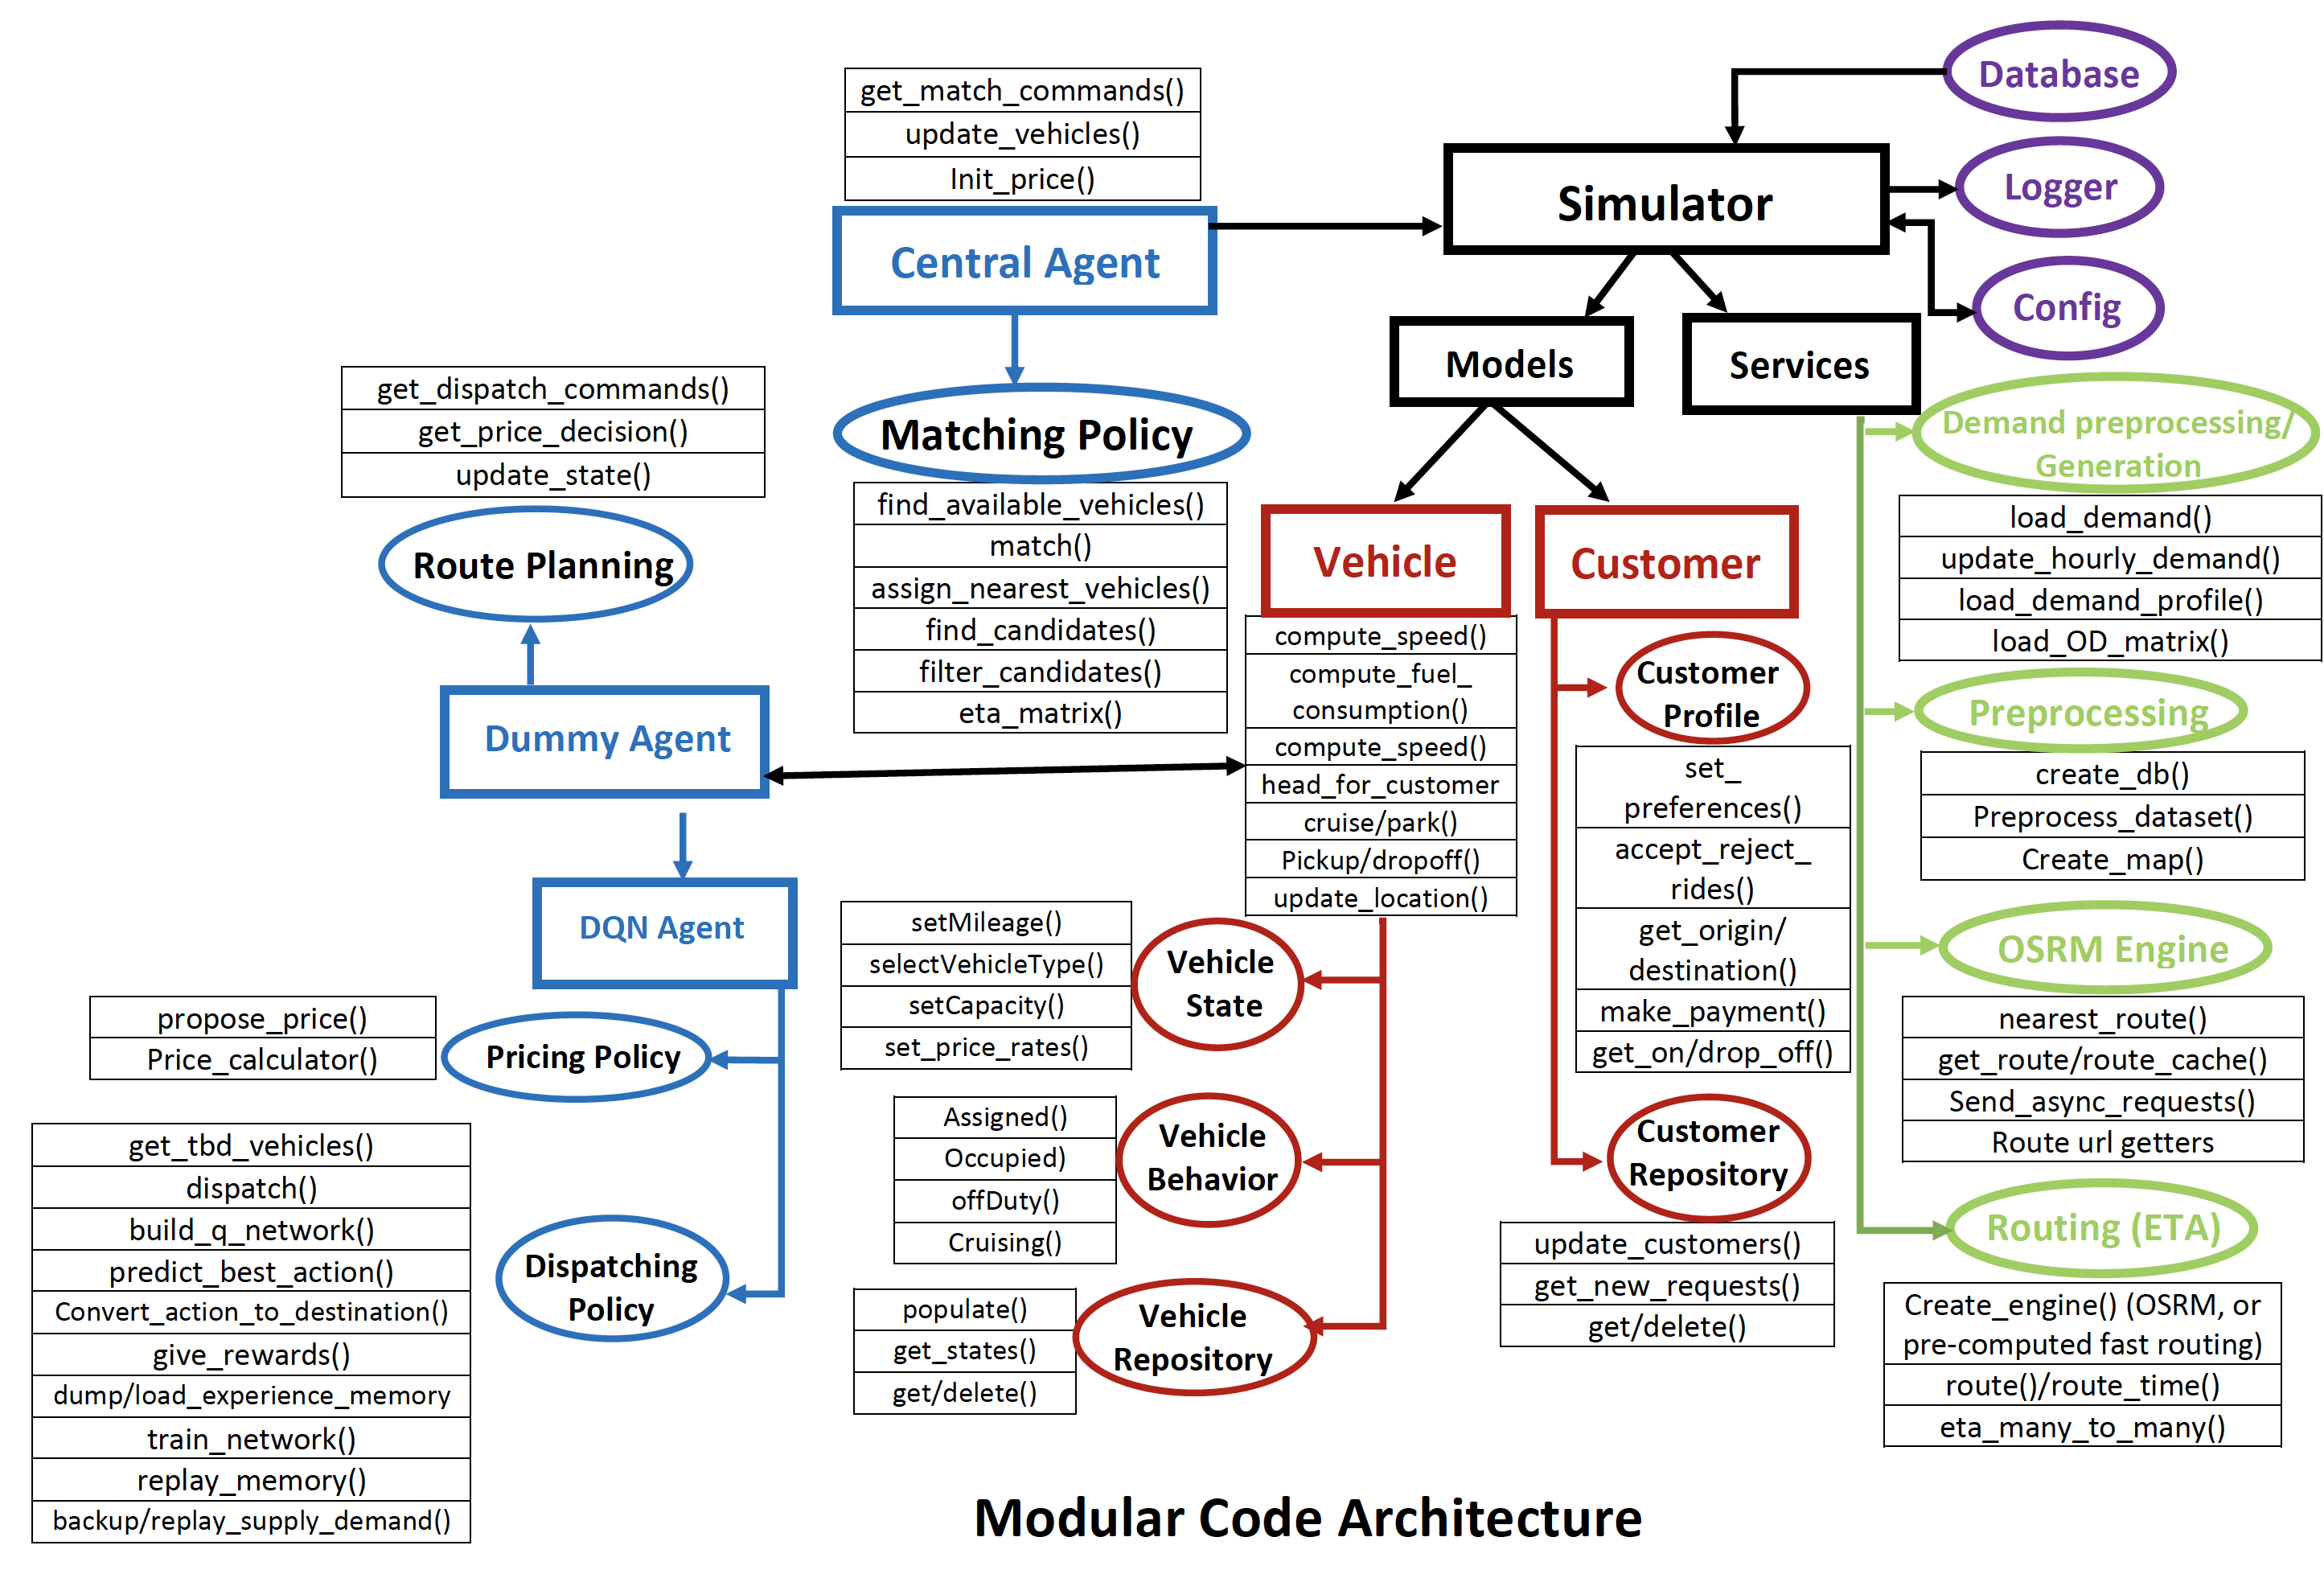 get_match_commands()
update_vehicles()
Init_price()
Central Agent
Matching Policy
find_available_vehicles()
match()
assign_nearest_vehicles()
find_candidates()
filter_candidates()
eta_matrix()
get_dispatch_commands()
get_price_decision()
update_state()
Route Planning
Dummy Agent
DQN Agent
propose_price()
Price_calculator()
Pricing Policy
get_tbd_vehicles()
dispatch()
build_q_network()
predict_best_action()
Convert_action_to_destination()
give_rewards()
dump/load_experience_memory
train_network()
replay_memory()
backup/replay_supply_demand()
Dispatching
Policy
Simulator
Database
Logger
Config
Models
Services
Vehicle
compute_speed()
compute_fuel_
consumption()
compute_speed()
head_for_customer
cruise/park()
Pickup/dropoff()
update_location()
setMileage()
selectVehicleType()
setCapacity()
set_price_rates()
Vehicle
State
Assigned()
Occupied)
offDuty()
Cruising()
Vehicle
Behavior
populate()
get_states()
get/delete()
Vehicle
Repository
Customer
Customer
Profile
set_
preferences()
accept_reject_
rides()
get_origin/
destination()
make_payment()
get_on/drop_off()
Customer
Repository
update_customers()
get_new_requests()
get/delete()
Demand preprocessing/
Generation
load_demand()
update_hourly_demand()
load_demand_profile()
load_OD_matrix()
Preprocessing
create_db()
Preprocess_dataset()
Create_map()
OSRM Engine
nearest_route()
get_route/route_cache()
Send_async_requests()
Route url getters
Routing (ETA)
Create_engine() (OSRM, or
pre-computed fast routing)
route()/route_time()
eta_many_to_many()
Modular Code Architecture